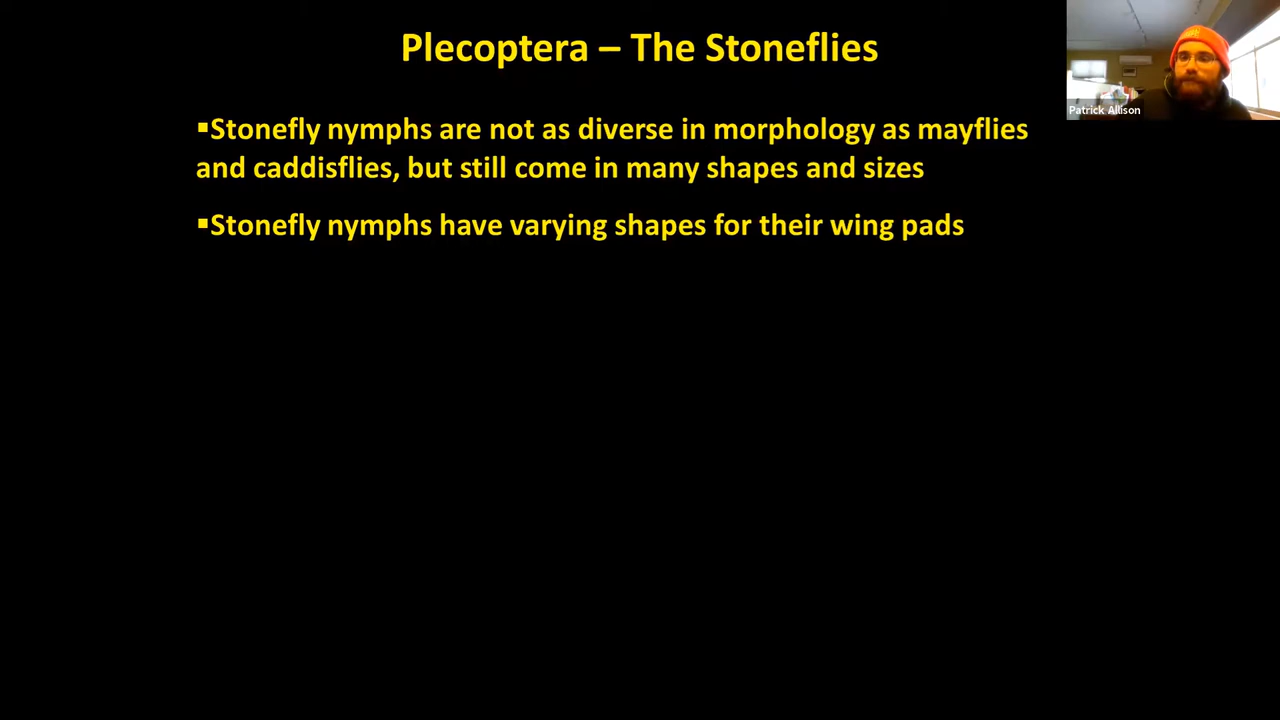 Plecoptera – The Stoneflies
Patrick Allison
▪Stonefly nymphs are not as diverse in morphology as mayflies
and caddisflies, but still come in many shapes and sizes
▪Stonefly nymphs have varying shapes for their wing pads